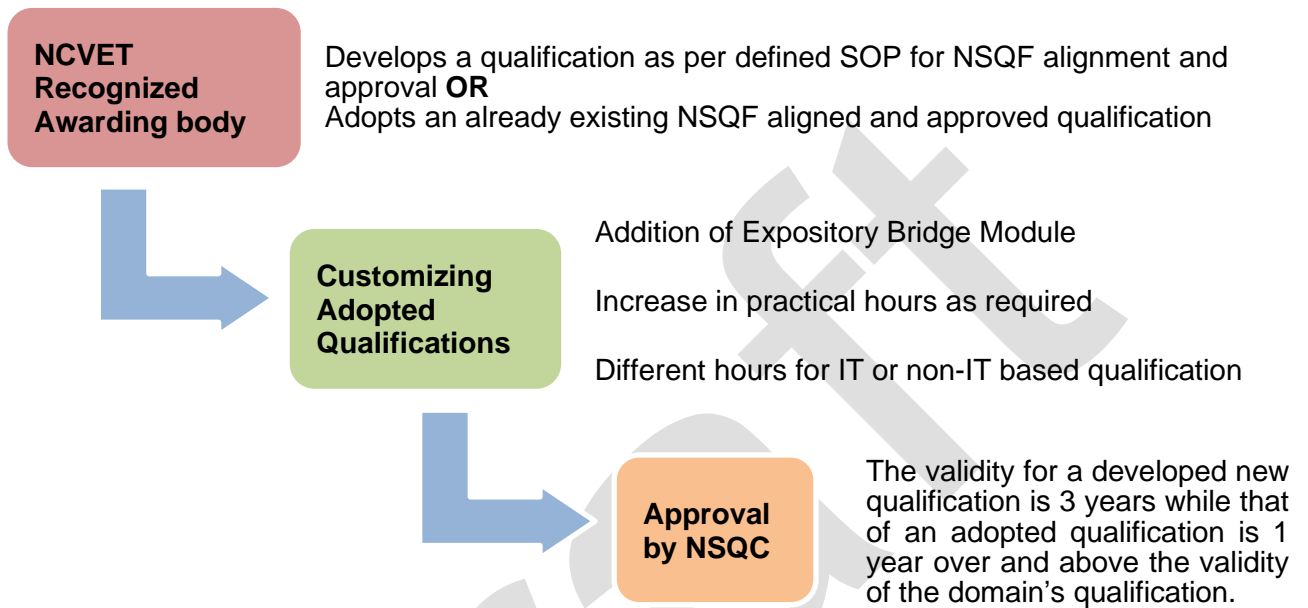 NCVET
Recognized
Awarding body
Develops a qualification as per defined SOP for NSQF alignment and
approval OR
Adopts an already existing NSQF aligned and approved qualification
Customizing
Adopted
Qualifications
Addition of Expository Bridge Module
Increase in practical hours as required
Different hours for IT or non-IT based qualification
Approval
by NSQC
The validity for a developed new
qualification is 3 years while that
of an adopted qualification is 1
year over and above the validity
of the domain's qualification.